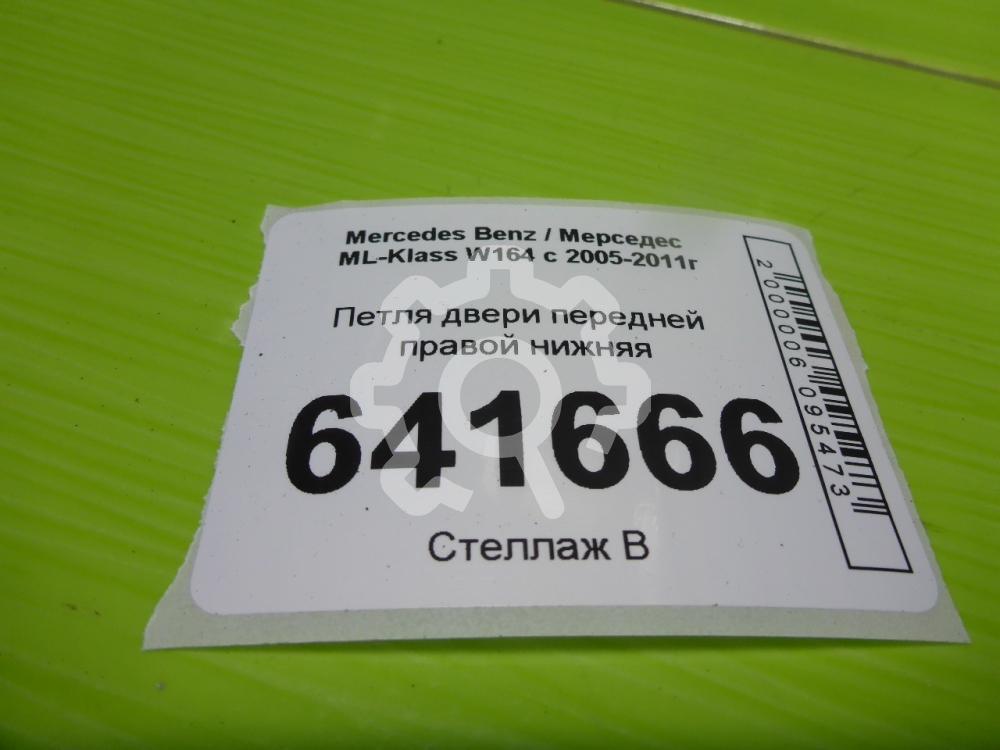 Mercedes Benz / Мерседес
ML-Klass W164 с 2005-2011г
Петля двери передней
правой нижняя
641666
Стеллаж В
2000006095473